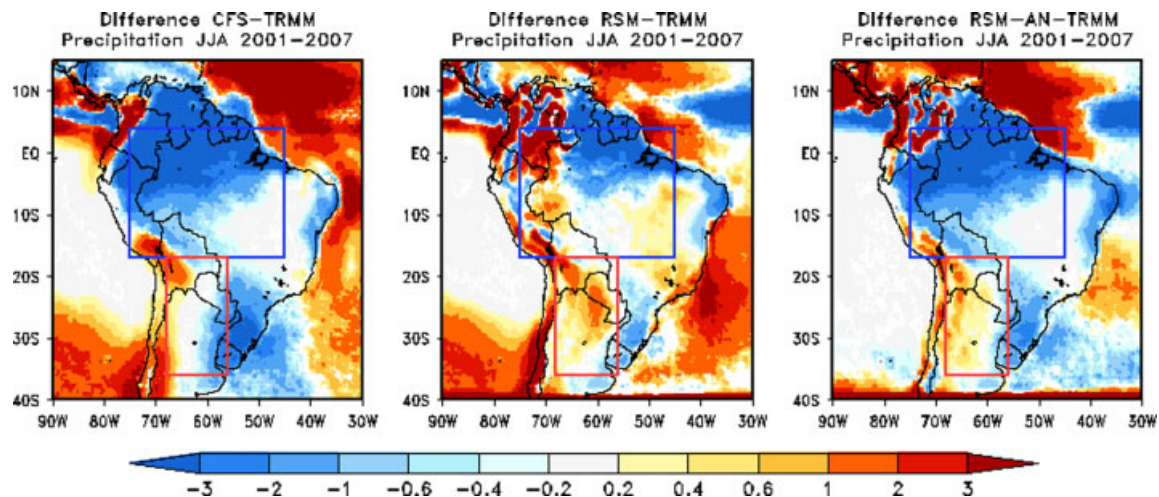 Difference CFS-TRMM
Precipitation JJA 2001-2007
Difference RSM-TRMM
Precipitation JJA 2001-2007
Difference RSM-AN-TRMM
Precipitation JJA 2001-2007
10N
EQ
10S
20S
30S
40S
90W 80W 70W 60W 50W 40W 30W
10N
EQ
10S
20S
30S
40S
90W 80W 70W 60W 50W 40W 30W
10N
EQ
10S
20S
30S
40S
90W 80W 70W 60W 50W 40W 30W
-3 -2 -1 -0.6 -0.4 -0.2 0.2 0.4 0.6 1 2 3